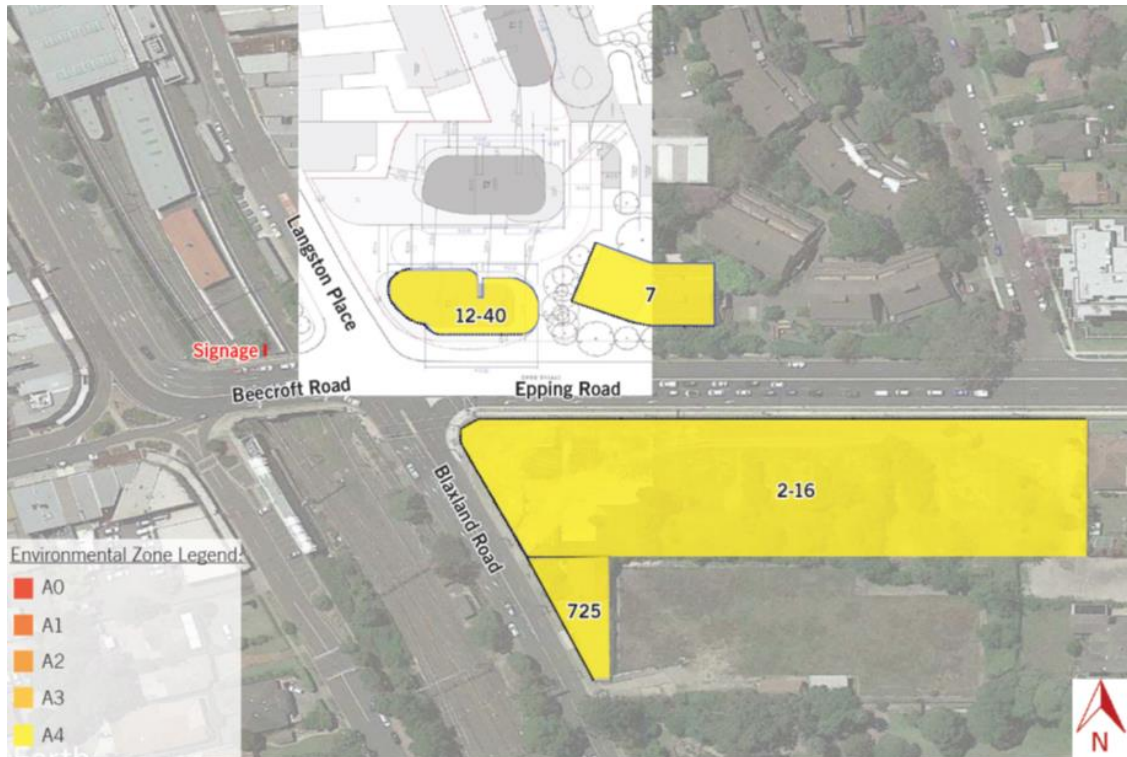 Langston Place
12-40
7
Signage
Beecroft Road
Epping Road
Blaxland Road
2-16
725
Environmental Zone Legend:
A0
A1
A2
A3
A4
N